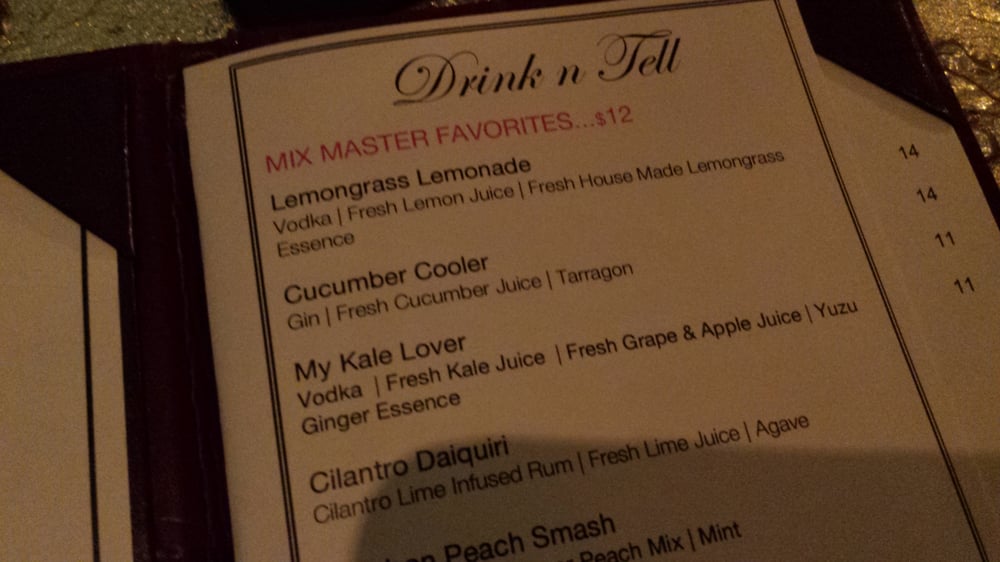 Drink n Tell
MIX MASTER FAVORITES...$12
Lemongrass Lemonade
Vodka | Fresh Lemon Juice | Fresh House Made Lemongrass
Essence
Cucumber Cooler
Gin | Fresh Cucumber Juice | Tarragon
My Kale Lover
Vodka | Fresh Kale Juice | Fresh Grape & Apple Juice | Yuzu
Ginger Essence
Cilantro Daiquiri
Cilantro Lime Infused Rum | Fresh Lime Juice | Agave
Peach Smash
Peach Mix | Mint
14
14
11
11